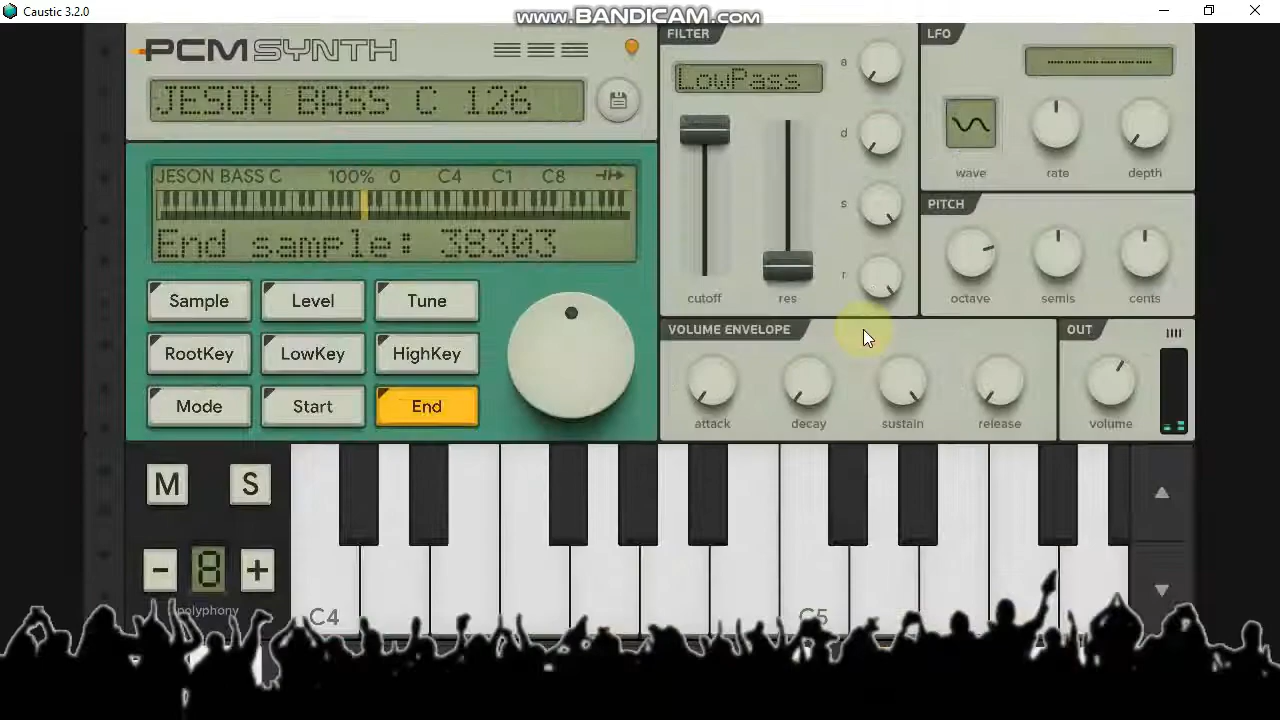 Caustic 3.2.0
www.BANDICAM.com
PCMSYNTH
JESON BASS C 126
JESON BASS C 100% 0 C4 C1 C8
End sample: 38303
Sample Level Tune
RootKey LowKey HighKey
Mode Start End
FILTER
LowPass
a
d
s
r
cutoff res
LFO
wave rate depth
PITCH
octave semis cents
VOLUME ENVELOPE
attack decay sustain release
OUT
volume
M S
- 8 +
polyphony
C4 C5